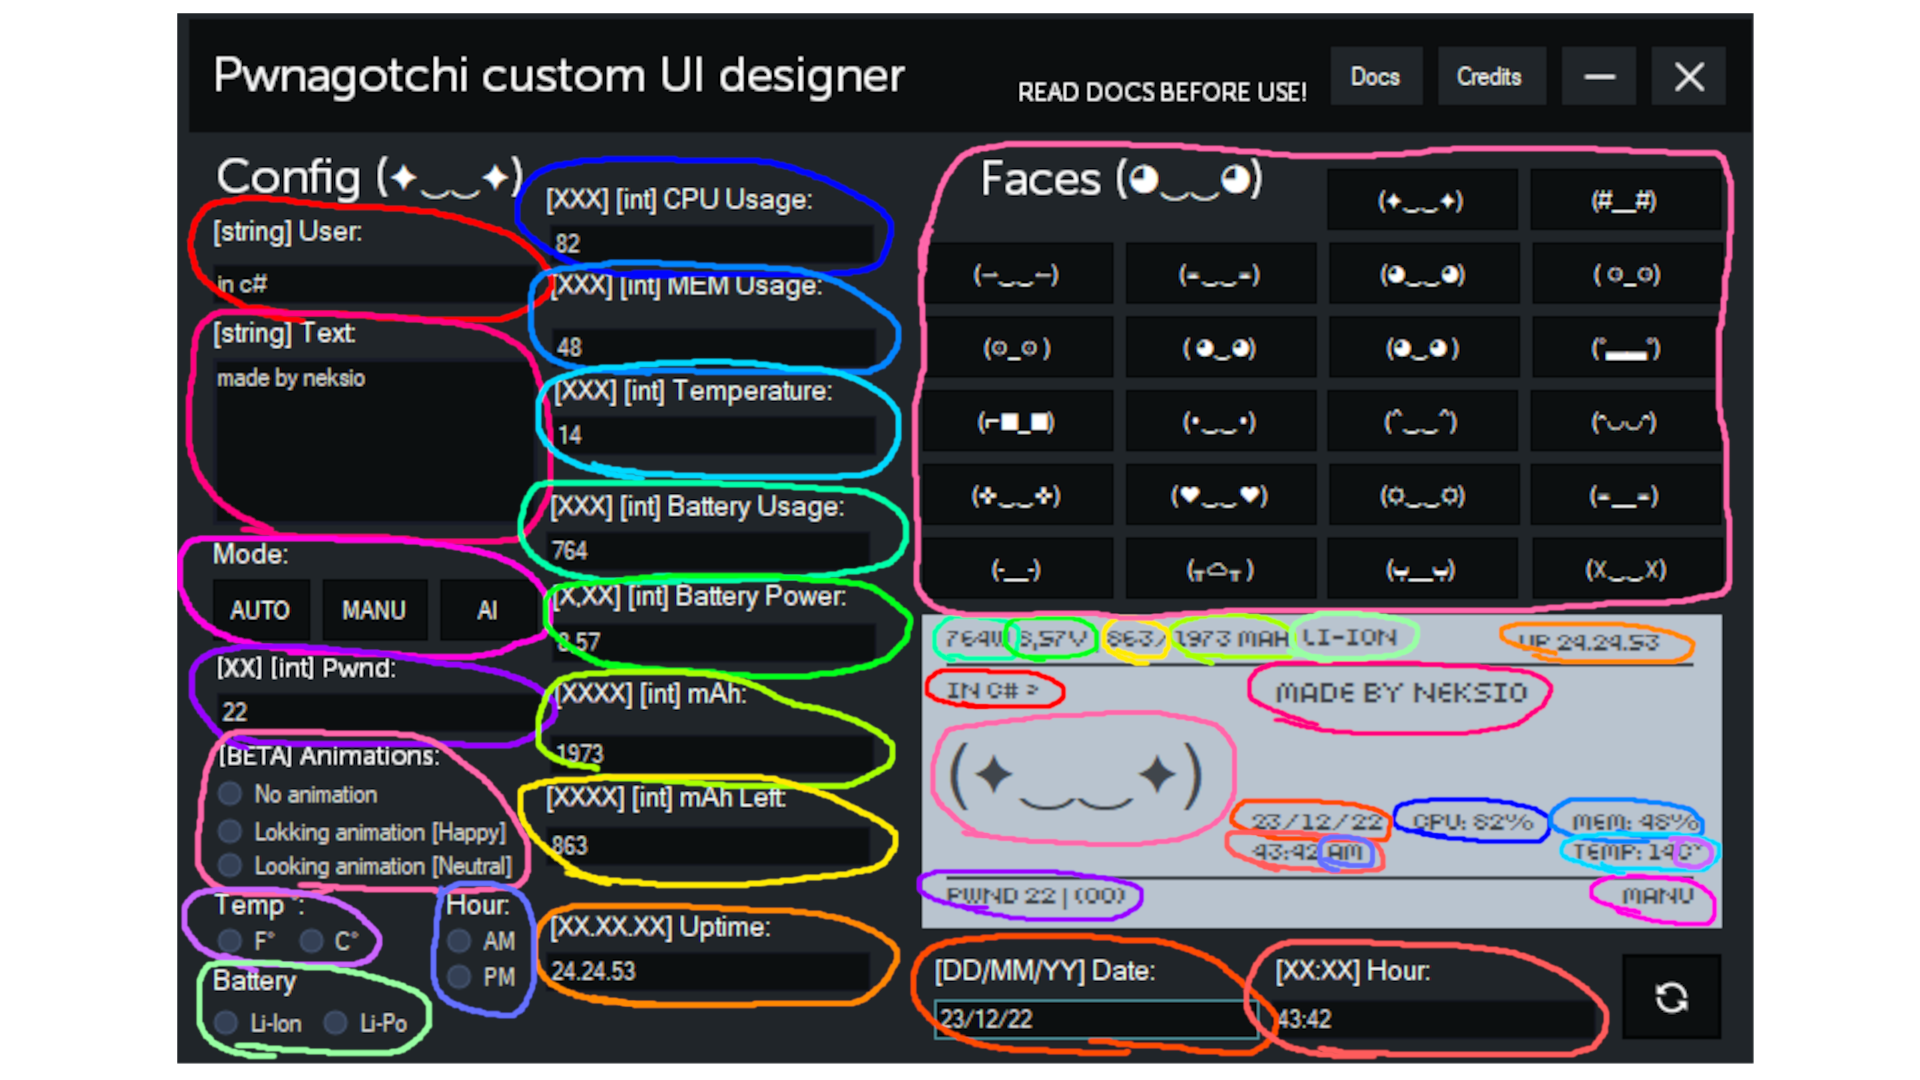 Pwnagotchi custom UI designer
READ DOCS BEFORE USE!
Docs
Credits
Config (✦‿‿✦)
[string] User:
in c#
[string] Text:
made by neksio
Mode:
AUTO MANU AI
[XX] [int] Pwnd:
22
[BETA] Animations:
No animation
Lokking animation [Happy]
Looking animation [Neutral]
Temp °:
F° C°
Hour:
AM
PM
Battery
Li-Ion Li-Po
[XXX] [int] CPU Usage:
82
[XXX] [int] MEM Usage:
48
[XXX] [int] Temperature:
14
[XXX] [int] Battery Usage:
764
[X,XX] [int] Battery Power:
8,57
[XXXX] [int] mAh:
1973
[XXXX] [int] mAh Left:
863
[XX.XX.XX] Uptime:
24.24.53
Faces (◕‿‿◕)
(✦‿‿✦) (#__#)
(⇀‿‿↼) (=‿‿=) (◕‿‿◕) ( ⊙_⊙)
(⊙_⊙ ) ( ◕‿◕) (◕‿◕ ) (°▃▃°)
(⌐■_■) (•‿‿•) (^‿‿^) (ᵔ◡◡ᵔ)
(✜‿‿✜) (♥‿‿♥) (☼‿‿☼) (=__=)
(-__-) (╥☁╥ ) (ب__ب) (X‿‿X)
764W 8,57V 863/1973 MAH LI-ION UP 24.24.53
IN C# > MADE BY NEKSIO
(✦‿‿✦)
23/12/22 CPU: 82% MEM: 48%
43:42 AM TEMP: 14C°
PWND 22 | (00) MANU
[DD/MM/YY] Date:
23/12/22
[XX:XX] Hour:
43:42